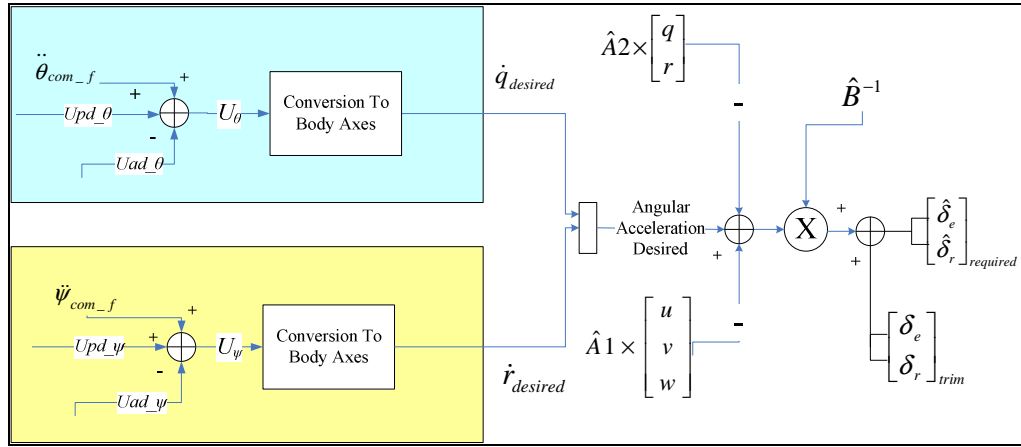 θ̈com_f
+
Upd_θ
+
-
Uad_θ
Uθ
Conversion To
Body Axes
q̇desired
ψ̈com_f
+
Upd_ψ
+
-
Uad_ψ
Uψ
Conversion To
Body Axes
ṙdesired
Angular
Acceleration
Desired
Â2×[q
r]
-
+
-
Â1×[u
v
w]
B̂⁻¹
X
+
+
[δ̂e
δ̂r]required
[δe
δr]trim